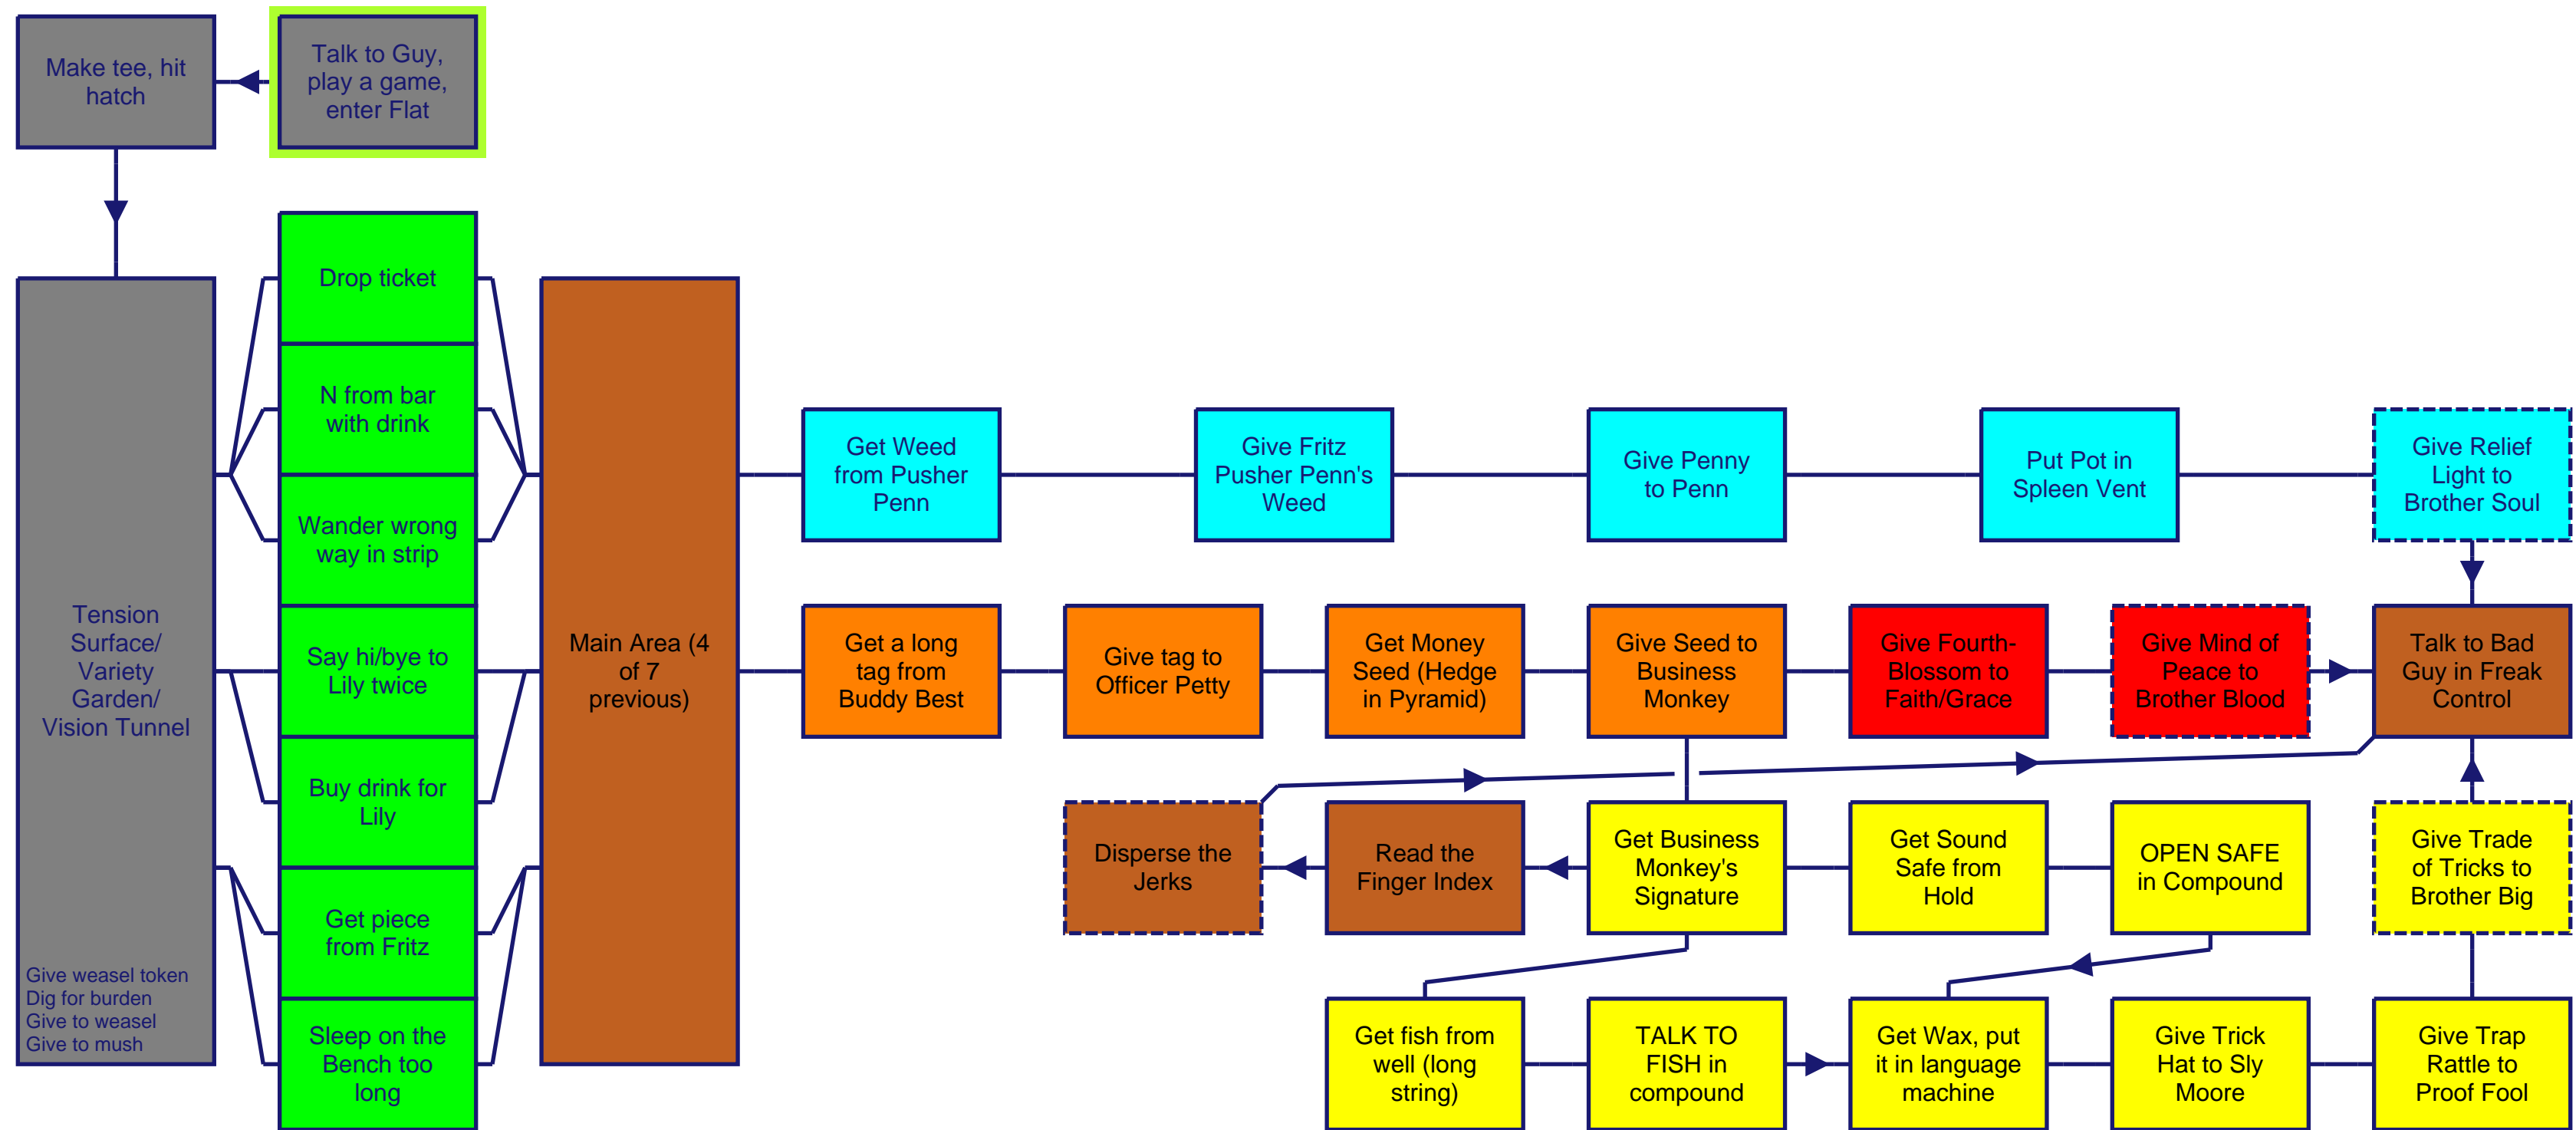 Make tee, hit
hatch
Talk to Guy,
play a game,
enter Flat
Tension
Surface/
Variety
Garden/
Vision Tunnel
Give weasel token
Dig for burden
Give to weasel
Give to mush
Drop ticket
N from bar
with drink
Wander wrong
way in strip
Say hi/bye to
Lily twice
Buy drink for
Lily
Get piece
from Fritz
Sleep on the
Bench too
long
Main Area (4
of 7
previous)
Get Weed
from Pusher
Penn
Give Fritz
Pusher Penn's
Weed
Give Penny
to Penn
Put Pot in
Spleen Vent
Give Relief
Light to
Brother Soul
Get a long
tag from
Buddy Best
Give tag to
Officer Petty
Get Money
Seed (Hedge
in Pyramid)
Give Seed to
Business
Monkey
Give Fourth-
Blossom to
Faith/Grace
Give Mind of
Peace to
Brother Blood
Talk to Bad
Guy in Freak
Control
Disperse the
Jerks
Read the
Finger Index
Get Business
Monkey's
Signature
Get Sound
Safe from
Hold
OPEN SAFE
in Compound
Give Trade
of Tricks to
Brother Big
Get fish from
well (long
string)
TALK TO
FISH in
compound
Get Wax, put
it in language
machine
Give Trick
Hat to Sly
Moore
Give Trap
Rattle to
Proof Fool